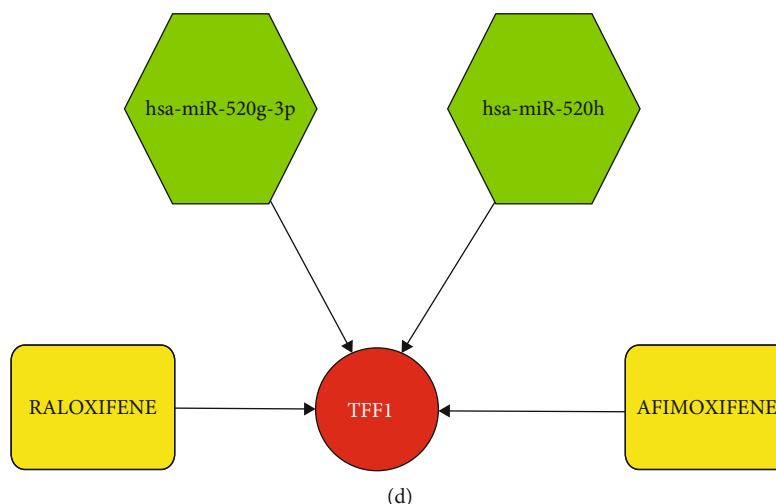 hsa-miR-520g-3p
hsa-miR-520h
RALOXIFENE
TFF1
AFIMOXIFENE
(d)